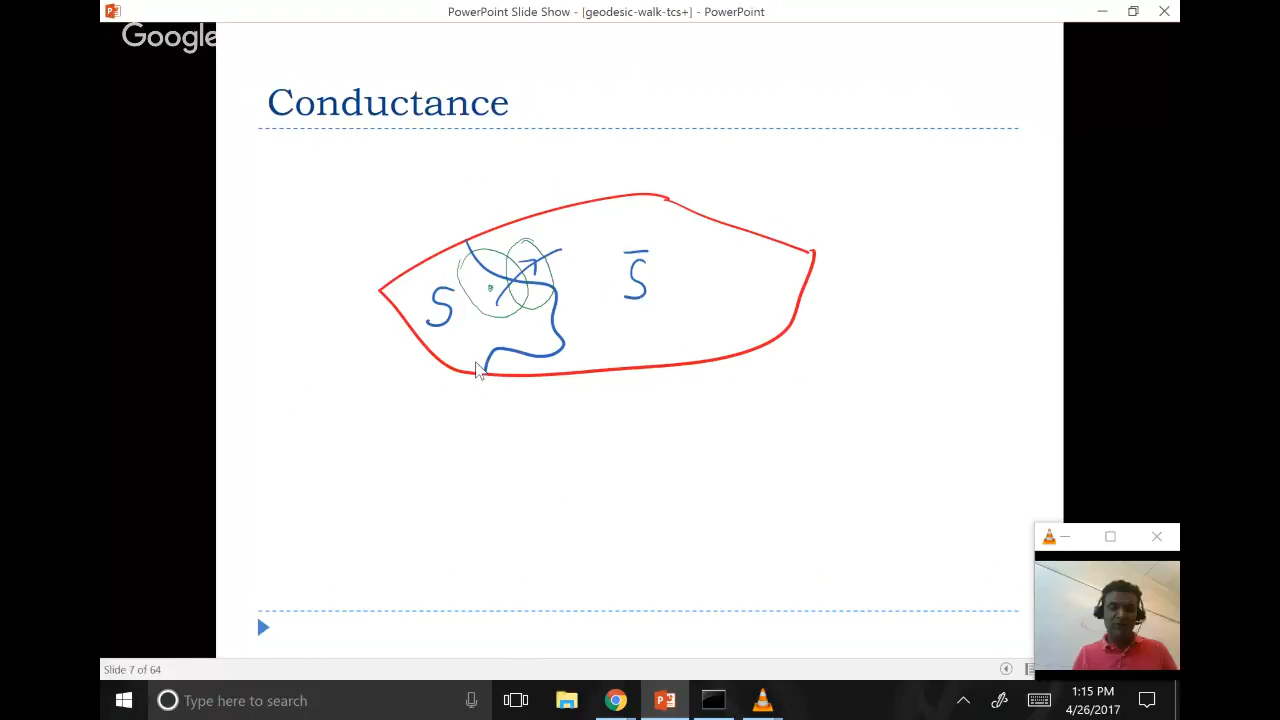 PowerPoint Slide Show - [geodesic-walk-tcs+] - PowerPoint
Google
Conductance
S
S̅
Slide 7 of 64
Type here to search
1:15 PM
4/26/2017